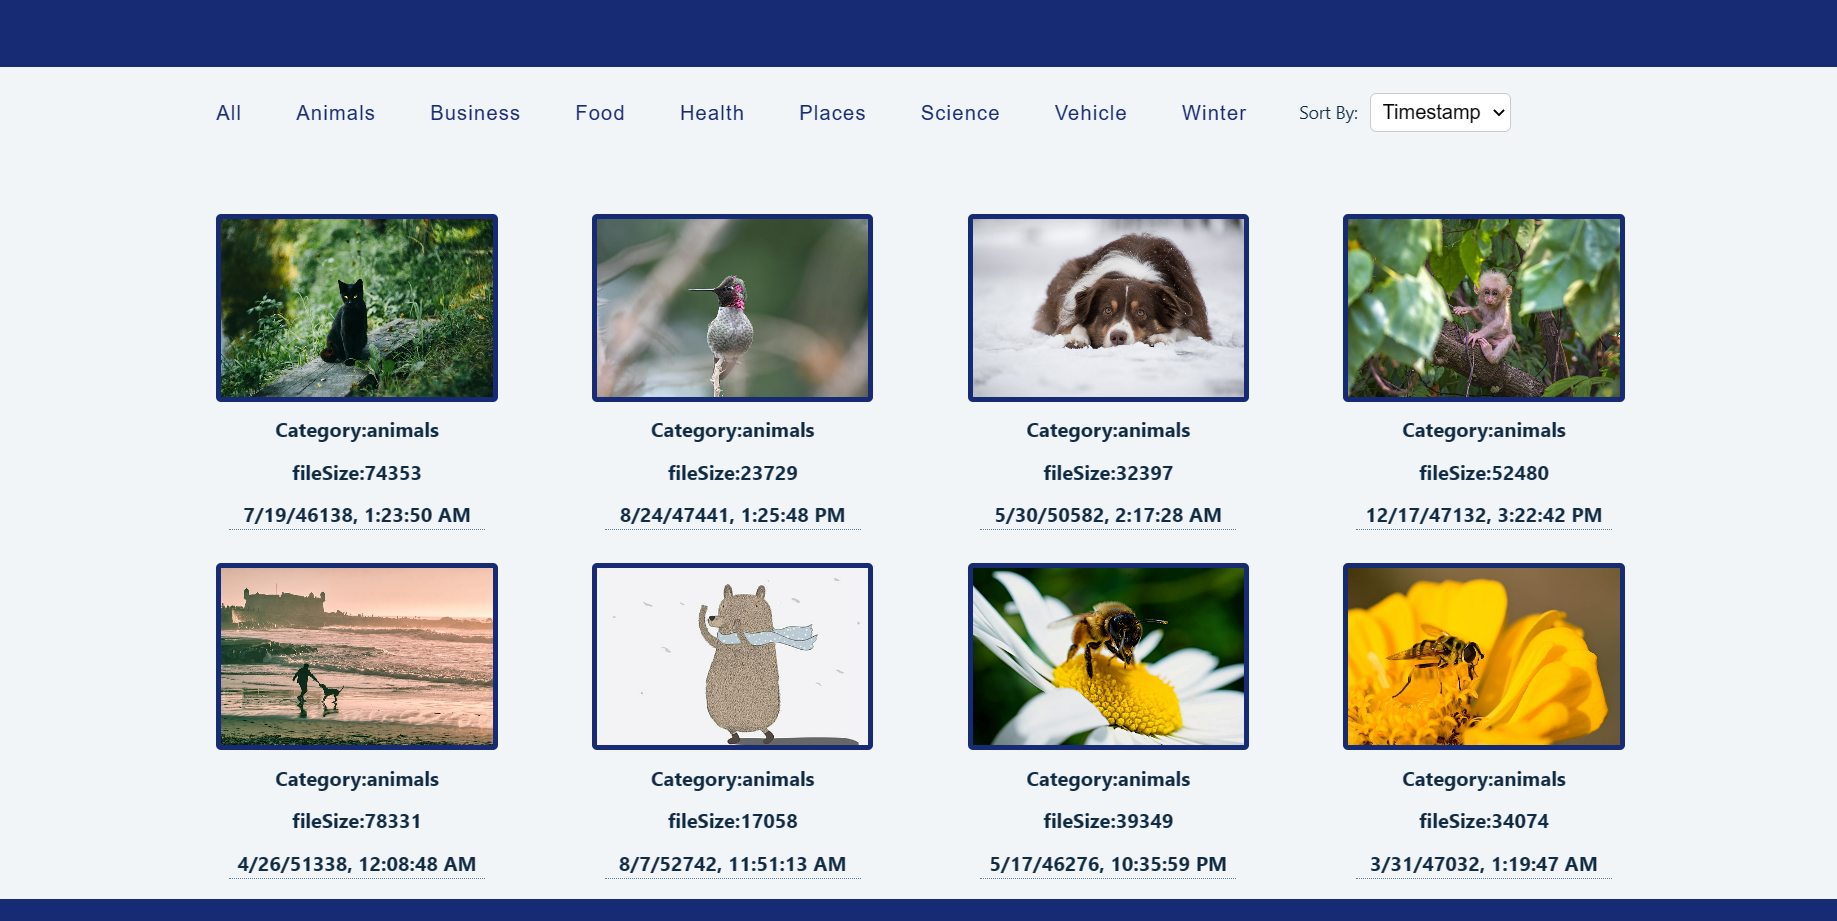 All Animals Business Food Health Places Science Vehicle Winter Sort By: Timestamp
Category:animals Category:animals Category:animals Category:animals
fileSize:74353 fileSize:23729 fileSize:32397 fileSize:52480
7/19/46138, 1:23:50 AM 8/24/47441, 1:25:48 PM 5/30/50582, 2:17:28 AM 12/17/47132, 3:22:42 PM
Category:animals Category:animals Category:animals Category:animals
fileSize:78331 fileSize:17058 fileSize:39349 fileSize:34074
4/26/51338, 12:08:48 AM 8/7/52742, 11:51:13 AM 5/17/46276, 10:35:59 PM 3/31/47032, 1:19:47 AM